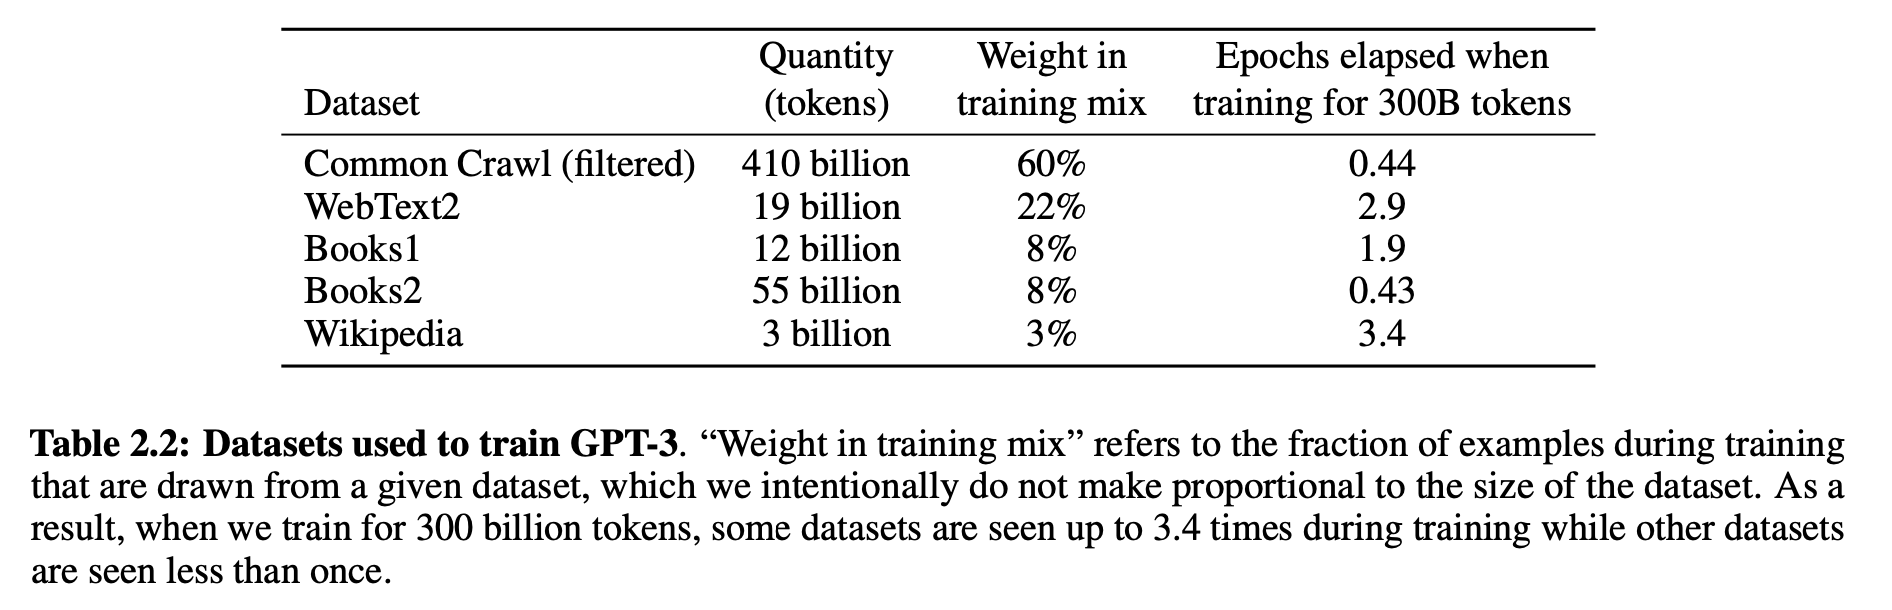 Quantity Weight in Epochs elapsed when
Dataset (tokens) training mix training for 300B tokens
Common Crawl (filtered) 410 billion 60% 0.44
WebText2 19 billion 22% 2.9
Books1 12 billion 8% 1.9
Books2 55 billion 8% 0.43
Wikipedia 3 billion 3% 3.4
Table 2.2: Datasets used to train GPT-3. “Weight in training mix” refers to the fraction of examples during training
that are drawn from a given dataset, which we intentionally do not make proportional to the size of the dataset. As a
result, when we train for 300 billion tokens, some datasets are seen up to 3.4 times during training while other datasets
are seen less than once.